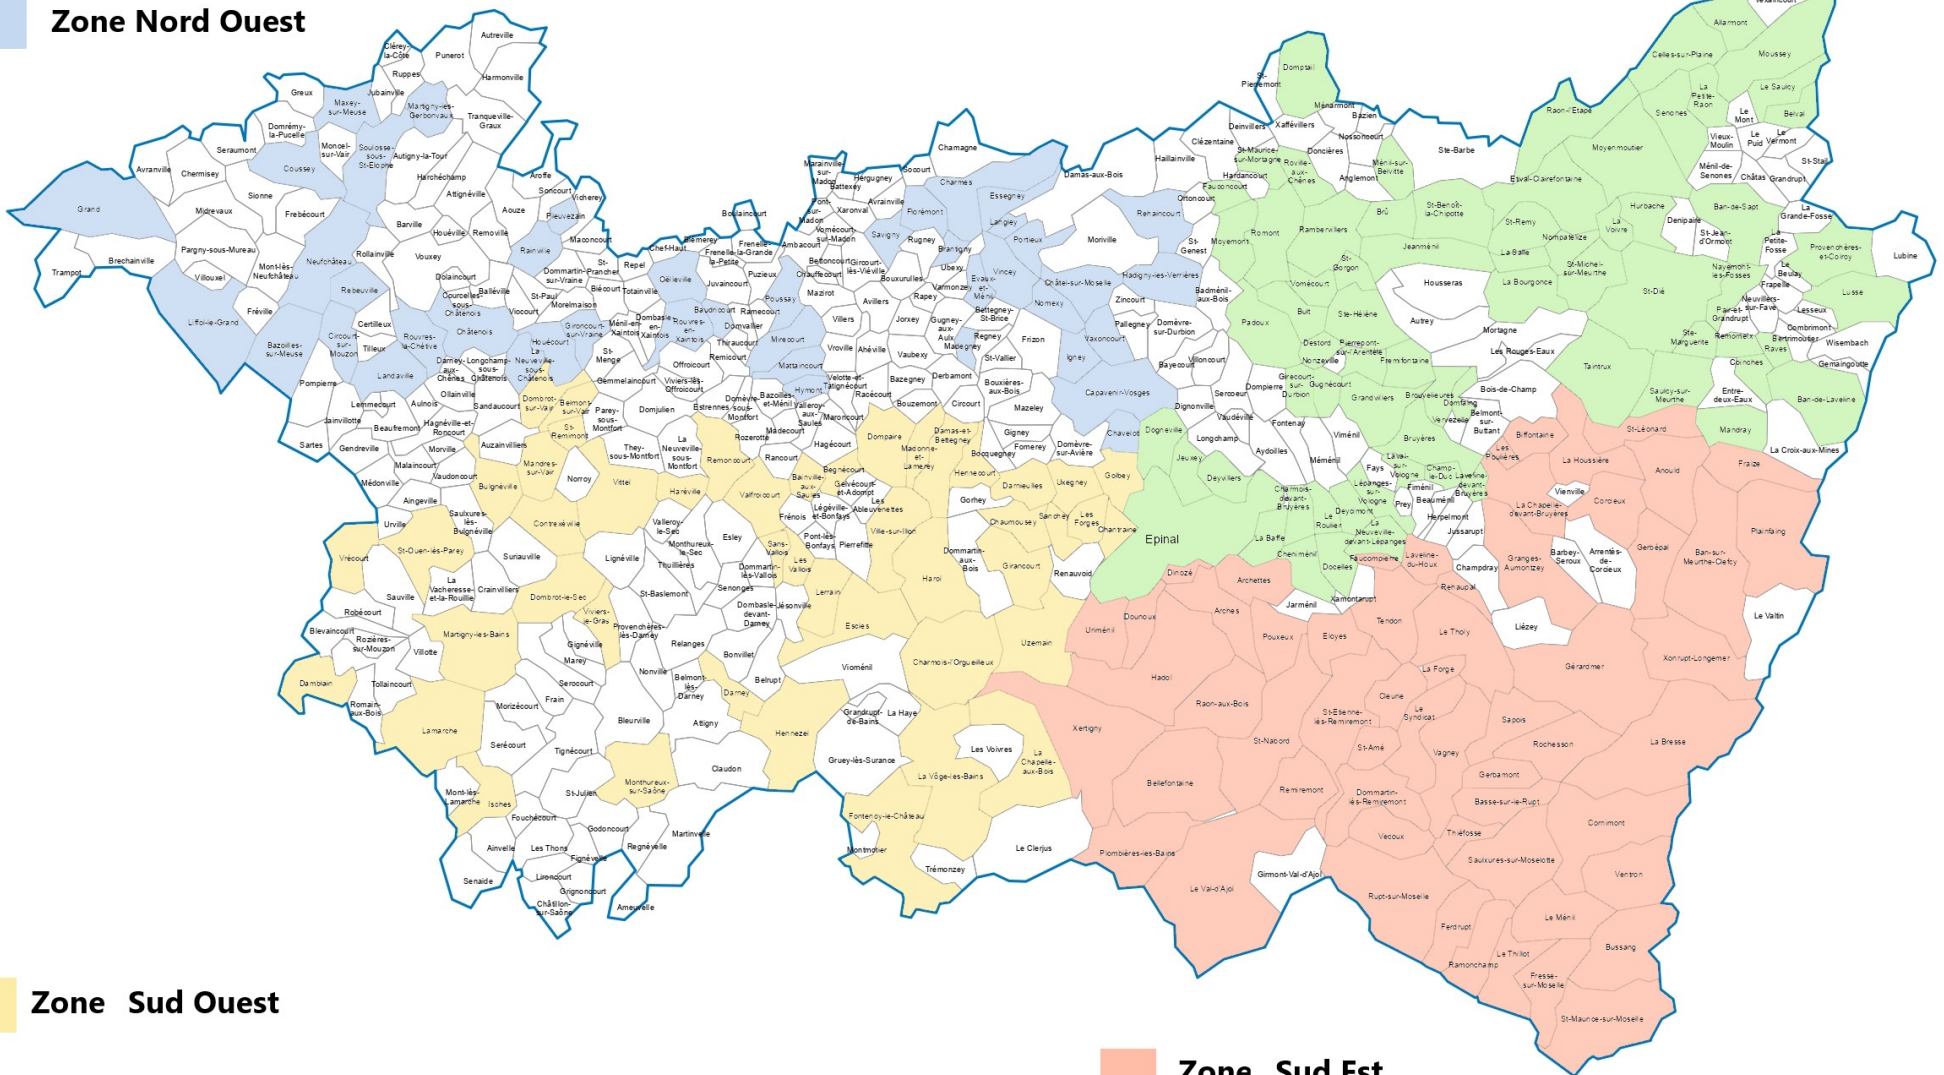 Zone Nord Ouest
Autreville
Clérey-
la-Côte
Punerot
Ruppes
Harmonville
Greux
Jubainville
Maxey-
sur-Meuse
Martigny-les-
Gerbonvaux
Tranqueville-
Graux
Domrémy-
la-Pucelle
Moncel-
sur-Vair
Soulosse-
sous-
St-Elophe
Autigny-la-Tour
Seraumont
Avranville
Chermisey
Coussey
Harchéchamp
Aroffe
Soncourt
Vicherey
Sionne
Attignéville
Grand
Midrevaux
Frebécourt
Aouze
Pleuvezain
Barville
Houéville
Removille
Maconcourt
Rainville
Pargny-sous-Mureau
Brechainville
Trampot
Villouxel
Mont-lès-
Neufchâteau
Neufchâteau
Rollainville
Vouxey
Dolaincourt
Dommartin-
sur-Vraine
St-
Prancher
Repel
Rebeuville
Courcelles-
sous-
Châtenois
Balléville
St-Paul
Biécourt
Totainville
Morelmaison
Viocourt
Liffol-le-Grand
Fréville
Certilleux
Circourt-
sur-
Mouzon
Tilleux
Rouvres-
la-Chétive
Châtenois
Gironcourt-
sur-Vraine
Houécourt
La
Neuveville-
sous-
Châtenois
Bazoilles-
sur-Meuse
Landaville
Darney-
aux-
Chênes
Longchamp-
sous-
Châtenois
Ollainville
Pompierre
Sandaucourt
Lemmecourt
Aulnois
Jainvillotte
Beaufremont
Hagnéville-et-
Roncourt
Sartes
Gendreville
Morville
Malaincourt
Vaudoncourt
Médonville
Aingeville
Urville
Chef-Haut
Blémerey
Boulaincourt
Frenelle-
la-Petite
Frenelle-
la-Grande
Oëlleville
Juvaincourt
Puzieux
Ambacourt
Chauffecourt
Poussay
Mazirot
Baudricourt
Ramecourt
Domvallier
Mirecourt
Ménil-en-
Xaintois
Dombasle-
en-
Xaintois
Rouvres-
en-
Xaintois
Thiraucourt
Remicourt
Mattaincourt
St-
Menge
Offroicourt
Gemmelaincourt
Viviers-lès-
Offroicourt
Hymont
Velotte-et-
Tatignécourt
Racécourt
Bazoilles-
et-Ménil
Domèvre-
sous-
Montfort
Estrennes
Valleroy-
aux-
Saules
Maroncourt
Domjulien
Parey-
sous-
Montfort
Rozerotte
Madecourt
Hagécourt
Rancourt
Marainville-
sur-
Madon
Battexey
Hergugney
Socourt
Chamagne
Avrainville
Xaronval
Pont-
sur-
Madon
Vomécourt-
sur-Madon
Charmes
Essegney
Florémont
Langley
Savigny
Rugney
Portieux
Brantigny
Ubexy
Vincey
Bettoncourt
Gircourt-
lès-Viéville
Bouxurulles
Varmonzey
Evaux-
et-
Ménil
Rapey
Avillers
Nomexy
Châtel-sur-Moselle
Damas-aux-Bois
Haillainville
Rehaincourt
Ortoncourt
Moriville
St-
Genest
Moyemont
Hadigny-les-Verrières
Badménil-
aux-Bois
Zincourt
Pallegney
Domèvre-
sur-Durbion
Vaxoncourt
Villoncourt
Bayecourt
Villers
Jorxey
Gugney-
aux-
Aulx
Bettegney-
St-Brice
Regney
Madegney
Frizon
Igney
St-Vallier
Vroville
Ahéville
Vaubexy
Derbamont
Bazegney
Bouxières-
aux-Bois
Bouzemont
Circourt
Mazeley
Capavenir-Vosges
Gigney
Fomerey
Domèvre-
sur-Avière
Chavelot
Dignonville
Longchamp
Vaudéville
Sercoeur
Dompierre
Fontenay
Aydoilles
St-
Pierremont
Domptail
Ménarmont
Bazien
Deinvillers
Xaffévillers
Nossoncourt
Clézentaine
St-Maurice-
sur-Mortagne
Doncières
Roville-
aux-
Chênes
Ménil-sur-
Belvitte
Anglemont
Ste-Barbe
Hardancourt
Fauconcourt
Romont
Rambervillers
Brû
St-Benoît-
la-Chipotte
Jeanménil
St-
Gorgon
Vomécourt
Housseras
Autrey
Bult
Ste-Hélène
Padoux
Destord
Nonzeville
Pierrepont-
sur-l'Arentèle
Fremifontaine
Mortagne
Les Rouges-Eaux
Girecourt-
sur-
Durbion
Gugnécourt
Grandvillers
Brouvelieures
Domfaing
Vervezelle
Belmont-
sur-
Buttant
Bois-de-Champ
Bruyères
Viménil
Méménil
Fays
Laval-
sur-
Vologne
Champ-
le-Duc
Laveline-
devant-
Bruyères
Lépanges-
sur-
Vologne
Fiménil
Prey
Beauménil
Herpelmont
Jussarupt
Allarmont
Celles-sur-Plaine
Moussey
Raon-l'Etape
La
Petite-
Raon
Le Saulcy
Senones
Le
Mont
Belval
Vieux-
Moulin
Le
Puid
Le
Vermont
Moyenmoutier
St-Stail
Ménil-de-
Senones
Châtas
Grandrupt
Etival-Clairefontaine
Hurbache
Denipaire
Ban-de-Sapt
La
Grande-Fosse
St-Remy
La
Voivre
St-Jean-
d'Ormont
La
Petite-
Fosse
Provenchères-
et-Colroy
Lubine
Nompatelize
La Salle
St-Michel-
sur-Meurthe
Nayemont-
les-Fosses
Le
Beulay
Frapelle
Lusse
La Bourgonce
St-Dié
Neuvillers-
sur-Fave
Pair-et-
Grandrupt
Lesseux
Combrimont
Remomeix
Bertrimoutier
Raves
Wisembach
Ste-
Marguerite
Gemaingoutte
Coinches
Taintrux
Saulcy-sur-
Meurthe
Entre-
deux-Eaux
Ban-de-Laveline
Mandray
La Croix-aux-Mines
Dombrot-
sur-Vair
Belmont-
sur-Vair
St-
Remimont
Auzainvilliers
They-
sous-Montfort
La
Neuveville-
sous-
Montfort
Remoncourt
Mandres-
sur-Vair
Norroy
Bulgnéville
Vittel
Haréville
Valfroicourt
Bainville-
aux-
Saules
Begnécourt
Gelvécourt-
et-Adompt
Légéville-
et-Bonfays
Les
Ableuvenettes
Frénois
Dompaire
Madonne-
et-
Lamerey
Damas-et-
Bettegney
Bocquegney
Hennecourt
Gorhey
Darnieulles
Uxegney
Golbey
Chaumousey
Sanchey
Les
Forges
Chantraine
Ville-sur-Illon
Saulxures-
lès-
Bulgnéville
Contrexéville
Valleroy-
le-Sec
Esley
Pont-lès-
Bonfays
Pierrefitte
Sans-
Vallois
Les
Vallois
Vrécourt
St-Ouen-lès-Parey
Suriauville
Lignéville
Monthureux-
le-Sec
Thuillières
Dommartin-
lès-Vallois
Senonges
La
Vacheresse-
et-la-Rouillie
Crainvilliers
Dombrot-le-Sec
St-Baslemont
Lerrain
Harol
Dommartin-
aux-
Bois
Girancourt
Renauvoid
Sauville
Robécourt
Blevaincourt
Rozières-
sur-Mouzon
Villotte
Martigny-les-Bains
Viviers-
le-Gras
Provenchères-
lès-Darney
Gignéville
Marey
Relanges
Dombasle-
devant-
Darney
Jésonville
Escles
Bonvillet
Nonville
Belrupt
Vioménil
Charmois-l'Orgueilleux
Uzemain
Damblain
Tollaincourt
Romain-
aux-Bois
Serocourt
Frain
Morizécourt
Belmont-
lès-
Darney
Darney
Attigny
Bleurville
Hennezel
Grandrupt-
de-Bains
La Haye
Lamarche
Serécourt
Tignécourt
Claudon
Gruey-lès-Surance
Les Voivres
La
Chapelle-
aux-Bois
La Vôge-les-Bains
Monthureux-
sur-Saône
Mont-lès-
Lamarche
Isches
St-Julien
Fouchécourt
Godoncourt
Martinvelle
Regnévelle
Fontenoy-le-Château
Montmotier
Trémonzey
Le Clerjus
Ainvelle
Les Thons
Fignévelle
Senaide
Lironcourt
Grignoncourt
Châtillon-
sur-Saône
Ameuvelle
Dogneville
Jeuxey
Deyvillers
Epinal
Charmois-
devant-
Bruyères
Le
Roulier
Deycimont
La
Neuveville-
devant-Lépanges
La Baffe
Cheniménil
Docelles
Faucompierre
Xamontarupt
Jarménil
Laveline-
du-Houx
Champdray
Rehaupal
Dinozé
Archettes
Arches
Dounoux
Uriménil
Pouxeux
Eloyes
Tendon
Le Tholy
Liézey
Hadol
Raon-aux-Bois
Xertigny
La Forge
Gérardmer
Xonrupt-Longemer
Le Valtin
Cleurie
Le
Syndicat
St-Etienne-
lès-Remiremont
Sapois
St-Nabord
St-Amé
Vagney
Rochesson
La Bresse
Bellefontaine
Remiremont
Dommartin-
lès-Remiremont
Gerbamont
Basse-sur-le-Rupt
Cornimont
Vecoux
Thiéfosse
Saulxures-sur-Moselotte
Ventron
Plombières-les-Bains
Le Val-d'Ajol
Girmont-Val-d'Ajol
Rupt-sur-Moselle
Ferdrupt
Le Ménil
Ramonchamp
Le Thillot
Bussang
Fresse-
sur-Moselle
St-Maurice-sur-Moselle
Biffontaine
Les
Poulières
La Houssière
St-Léonard
Anould
Fraize
Vienville
Corcieux
La Chapelle-
devant-Bruyères
Plainfaing
Granges-
Aumontzey
Barbey-
Seroux
Arrentès-
de-
Corcieux
Gerbépal
Ban-sur-
Meurthe-Clefcy
Zone Sud Ouest
Zone Sud Est